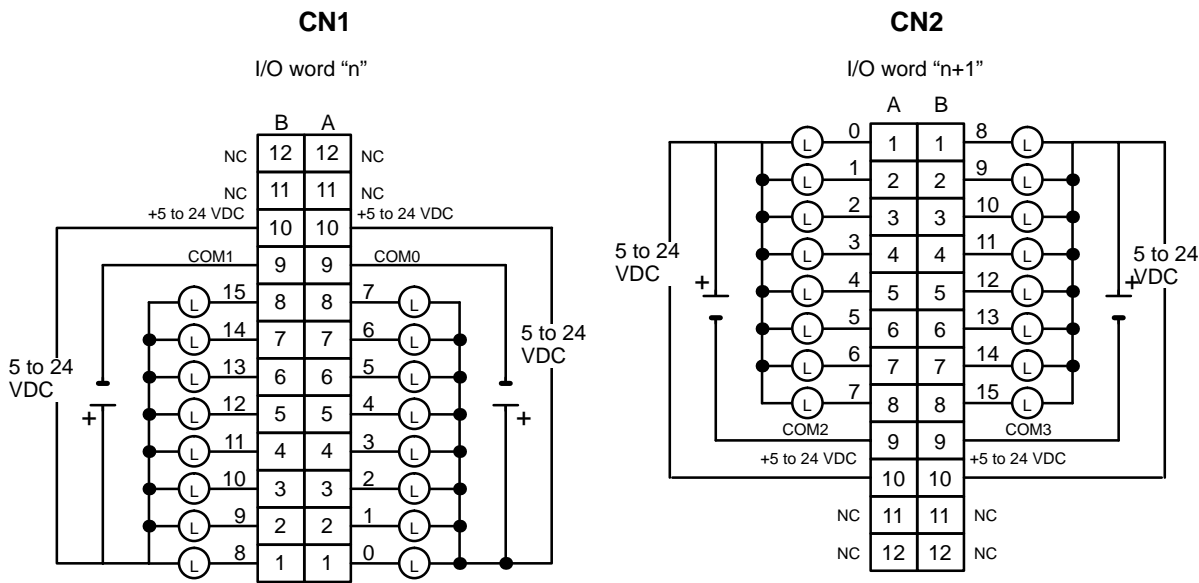 CN1
I/O word “n”
B A
NC 12 12 NC
NC 11 11 NC
+5 to 24 VDC 10 10 +5 to 24 VDC
COM1 9 9 COM0
L 15 8 8 7 L
L 14 7 7 6 L
L 13 6 6 5 L
L 12 5 5 4 L
L 11 4 4 3 L
L 10 3 3 2 L
L 9 2 2 1 L
L 8 1 1 0 L
5 to 24
VDC
+
5 to 24
VDC
+
CN2
I/O word “n+1”
A B
L 0 1 1 8 L
L 1 2 2 9 L
L 2 3 3 10 L
L 3 4 4 11 L
L 4 5 5 12 L
L 5 6 6 13 L
L 6 7 7 14 L
L 7 8 8 15 L
COM2 9 9 COM3
+5 to 24 VDC 10 10 +5 to 24 VDC
NC 11 11 NC
NC 12 12 NC
5 to 24
VDC
+
5 to 24
VDC
+